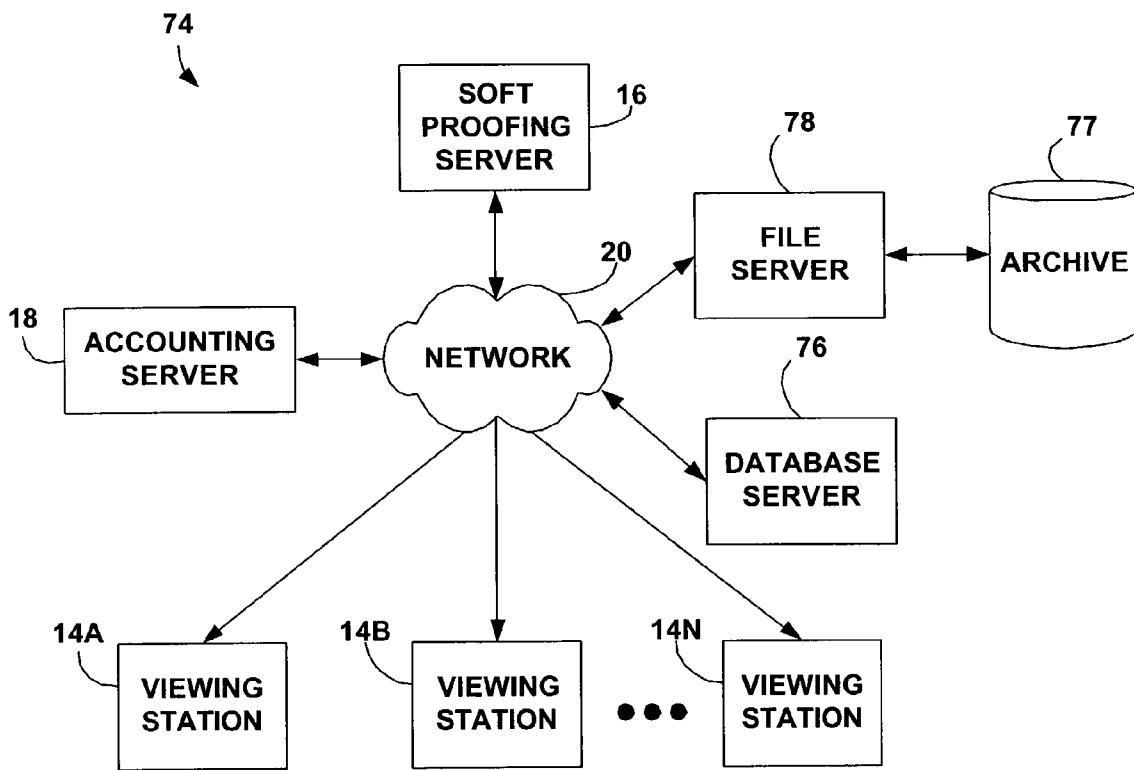 74
SOFT
PROOFING
SERVER
16
78
77
FILE
SERVER
ARCHIVE
20
18
ACCOUNTING
SERVER
NETWORK
76
DATABASE
SERVER
14A
VIEWING
STATION
14B
VIEWING
STATION
14N
VIEWING
STATION